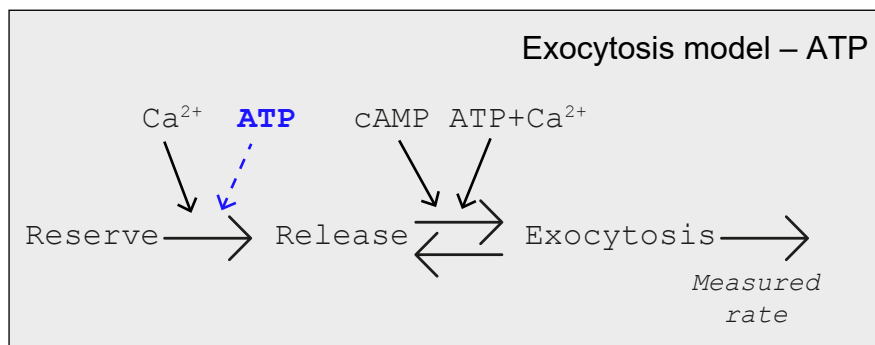 Exocytosis model – ATP
Ca²⁺ ATP cAMP ATP+Ca²⁺
Reserve Release Exocytosis
Measured
rate